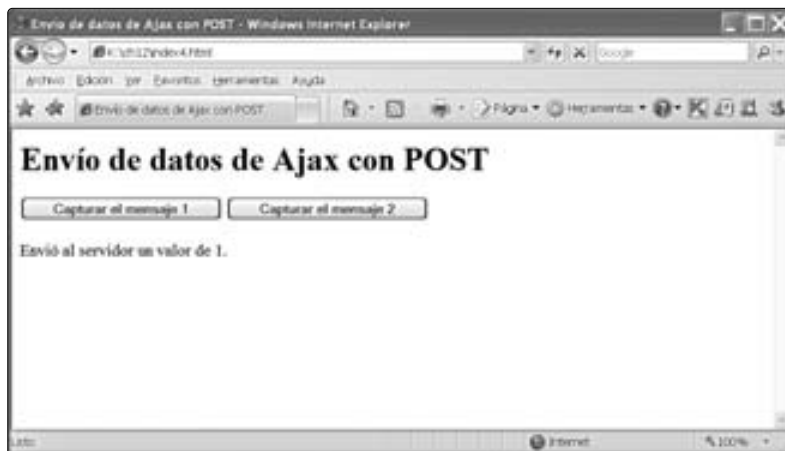 Envío de datos de Ajax con POST - Windows Internet Explorer
Google
Archivo Edición Ver Favoritos Herramientas Ayuda
Envío de datos de Ajax con POST
Página Herramientas
Envío de datos de Ajax con POST
Capturar el mensaje 1 Capturar el mensaje 2
Envió al servidor un valor de 1.
Listo Internet 100%